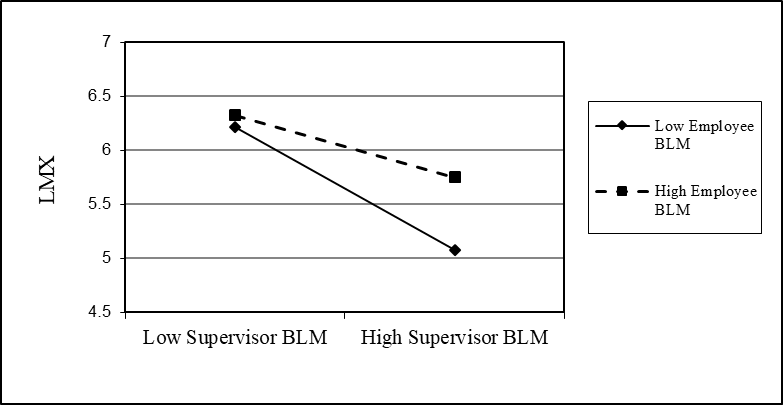 7
6.5
6
5.5
5
4.5
LMX
Low Supervisor BLM
High Supervisor BLM
Low Employee
BLM
High Employee
BLM